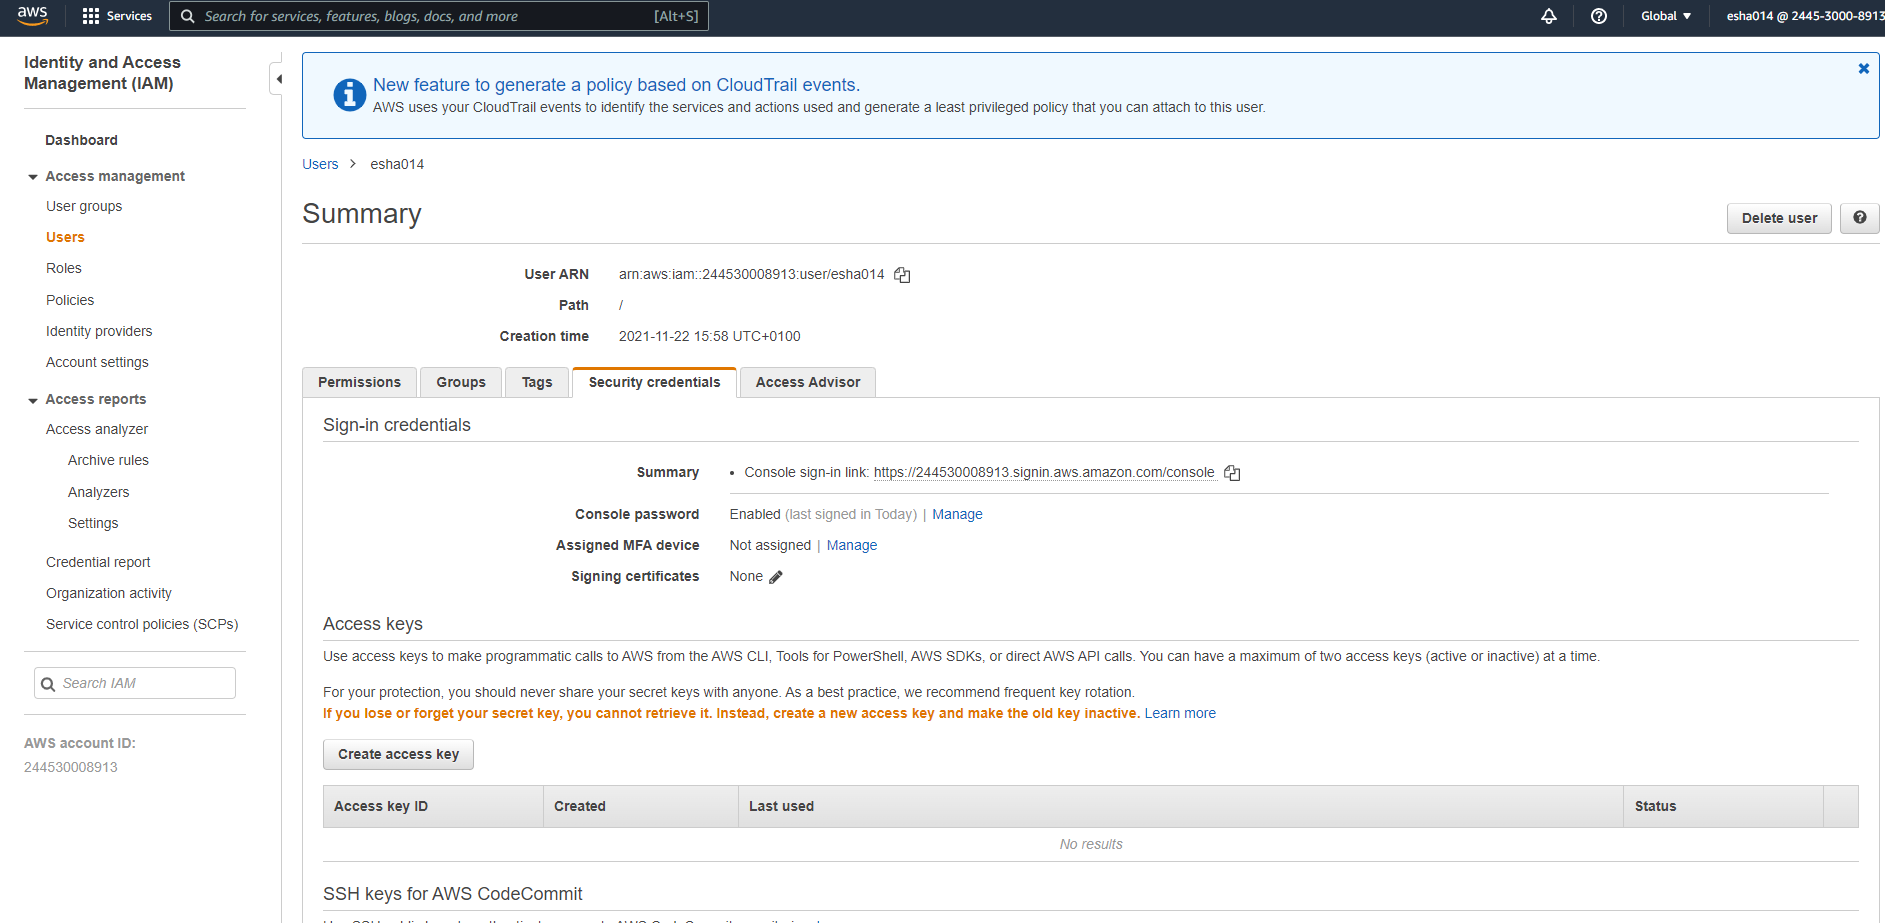 aws
Services
Search for services, features, blogs, docs, and more [Alt+S]
Global
esha014 @ 2445-3000-8913
Identity and Access
Management (IAM)
Dashboard
Access management
User groups
Users
Roles
Policies
Identity providers
Account settings
Access reports
Access analyzer
Archive rules
Analyzers
Settings
Credential report
Organization activity
Service control policies (SCPs)
Search IAM
AWS account ID:
244530008913
New feature to generate a policy based on CloudTrail events.
AWS uses your CloudTrail events to identify the services and actions used and generate a least privileged policy that you can attach to this user.
Users > esha014
Summary
Delete user
User ARN arn:aws:iam::244530008913:user/esha014
Path /
Creation time 2021-11-22 15:58 UTC+0100
Permissions Groups Tags Security credentials Access Advisor
Sign-in credentials
Summary • Console sign-in link: https://244530008913.signin.aws.amazon.com/console
Console password Enabled (last signed in Today) | Manage
Assigned MFA device Not assigned | Manage
Signing certificates None
Access keys
Use access keys to make programmatic calls to AWS from the AWS CLI, Tools for PowerShell, AWS SDKs, or direct AWS API calls. You can have a maximum of two access keys (active or inactive) at a time.
For your protection, you should never share your secret keys with anyone. As a best practice, we recommend frequent key rotation.
If you lose or forget your secret key, you cannot retrieve it. Instead, create a new access key and make the old key inactive. Learn more
Create access key
Access key ID Created Last used Status
No results
SSH keys for AWS CodeCommit